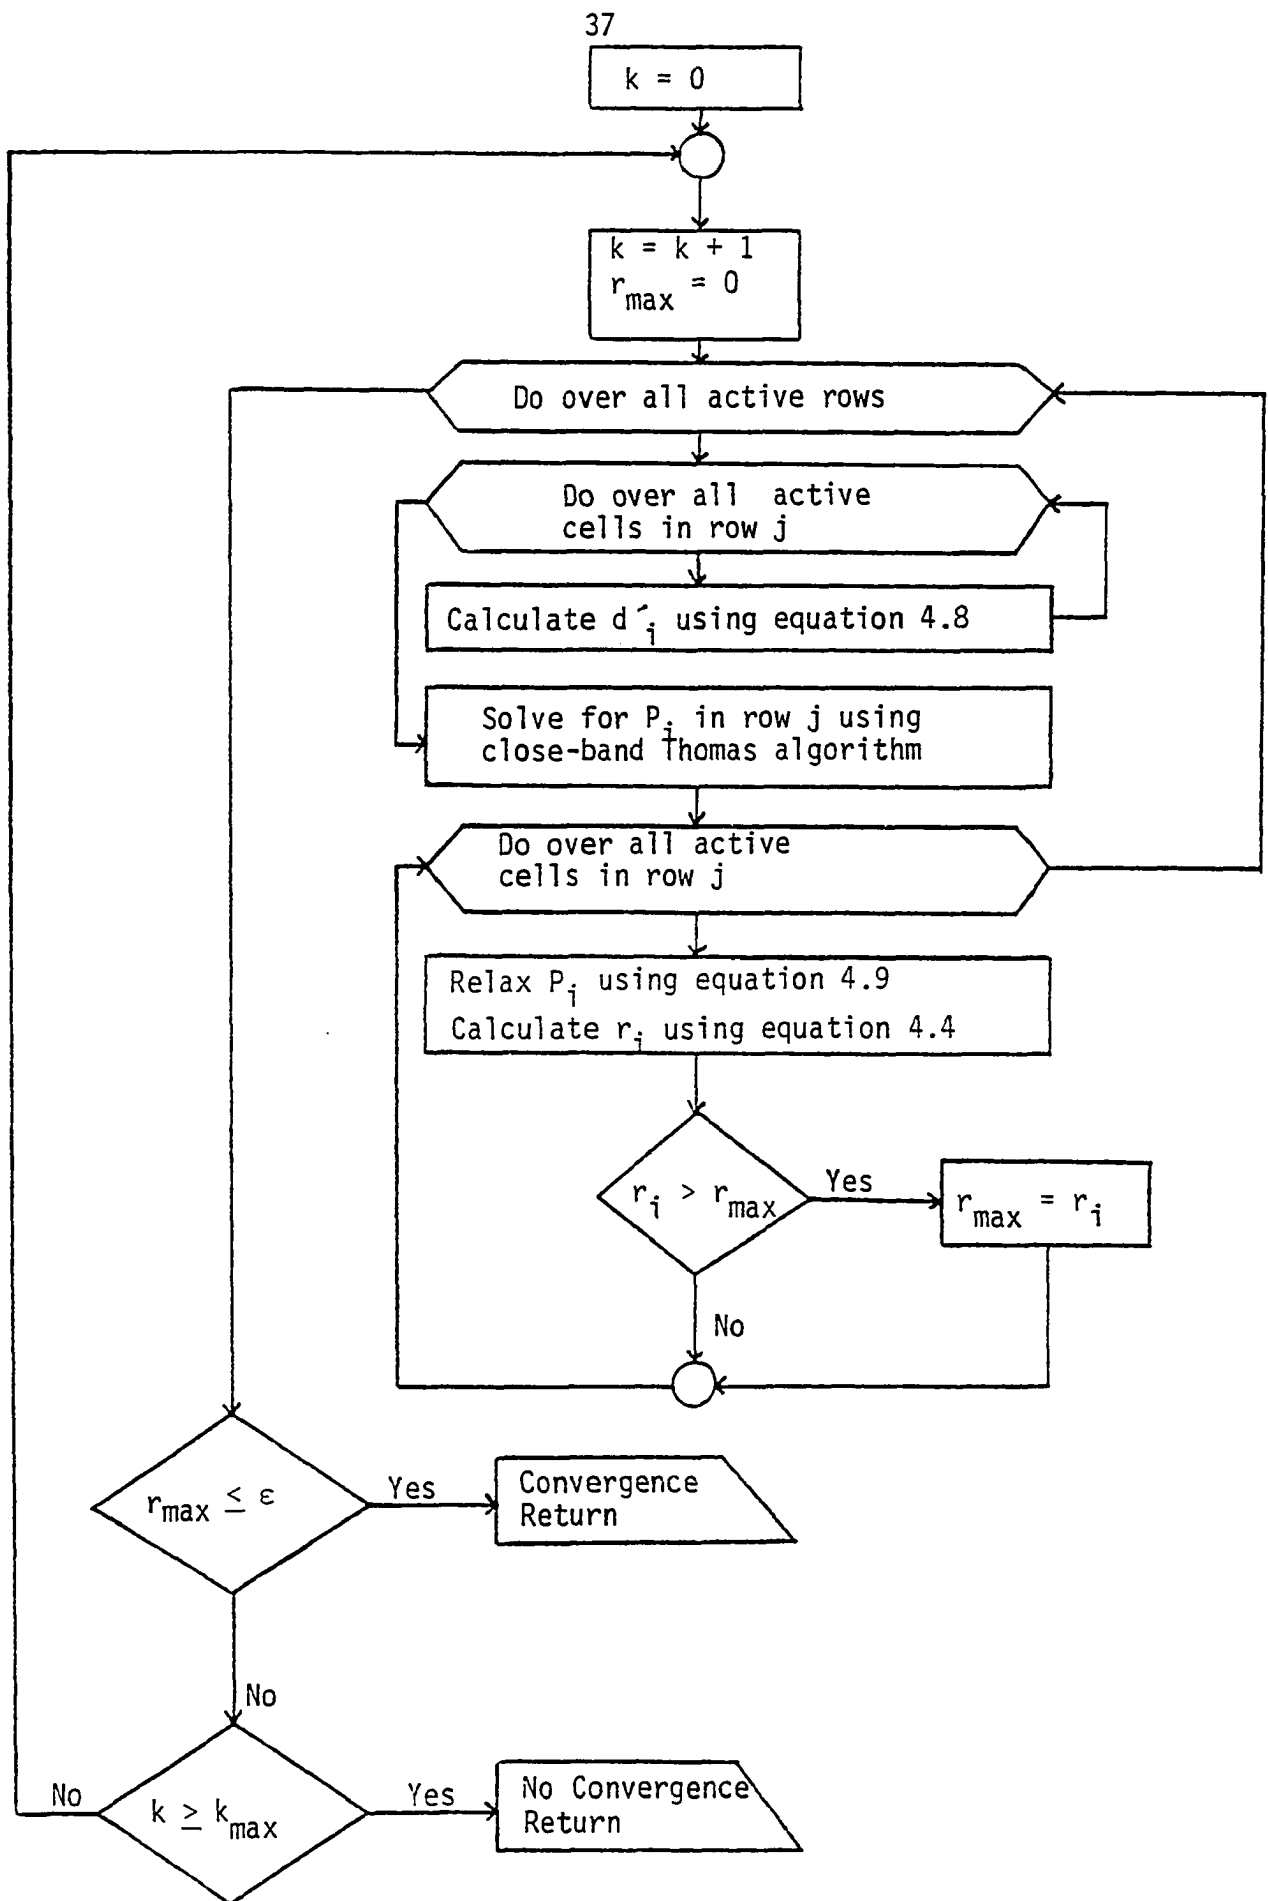 37
k = 0
k = k + 1
r_max = 0
Do over all active rows
Do over all active
cells in row j
Calculate d´_i using equation 4.8
Solve for P_i in row j using
close-band Thomas algorithm
Do over all active
cells in row j
Relax P_i using equation 4.9
Calculate r_i using equation 4.4
r_i > r_max
Yes
r_max = r_i
No
r_max ≤ ε
Yes
Convergence
Return
No
k ≥ k_max
No
Yes
No Convergence
Return